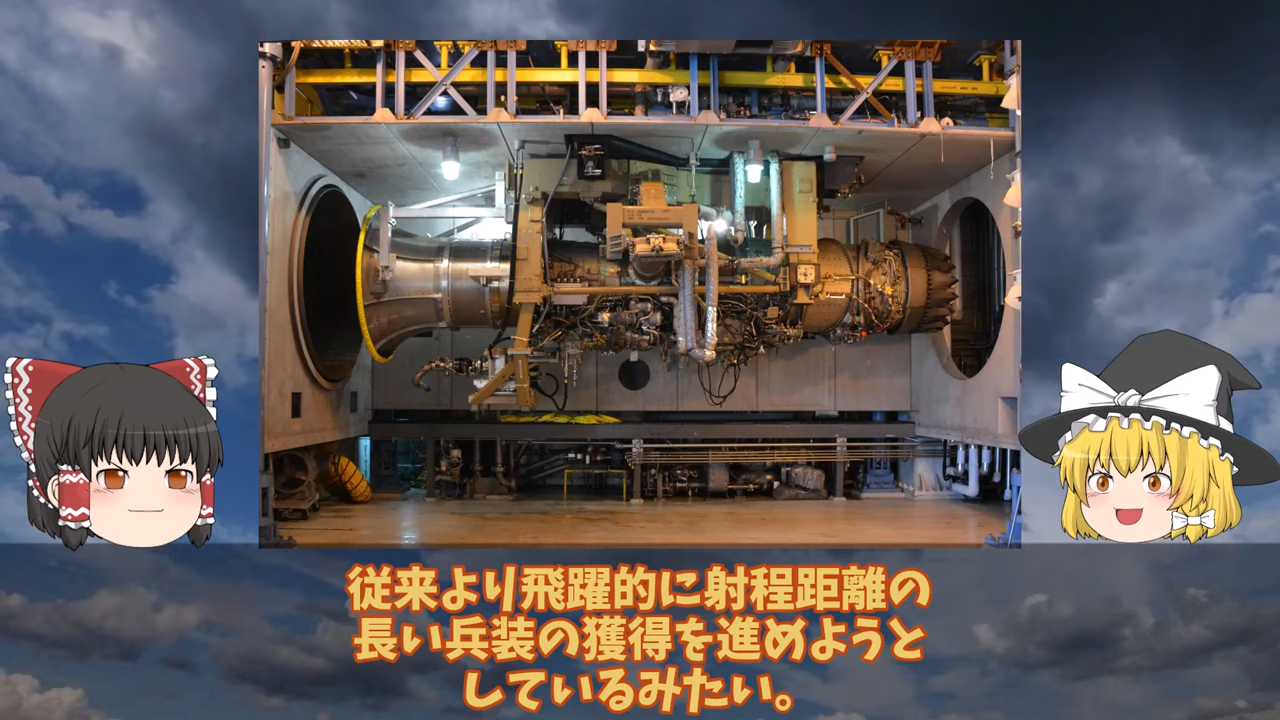 従来より飛躍的に射程距離の
長い兵装の獲得を進めようと
しているみたい。